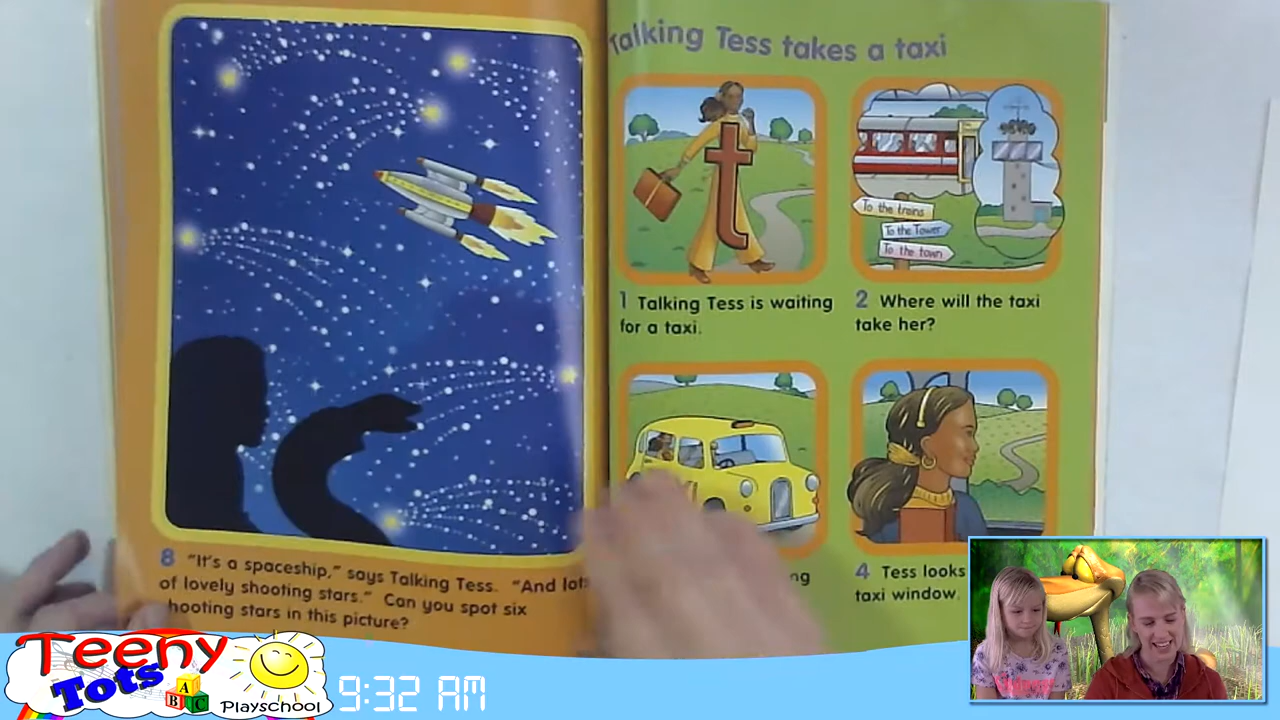 8 "It's a spaceship," says Talking Tess. "And lots
of lovely shooting stars." Can you spot six
shooting stars in this picture?
Talking Tess takes a taxi
t
1 Talking Tess is waiting
for a taxi.
To the trains
To the Tower
To the town
2 Where will the taxi
take her?
4 Tess looks
taxi window.
Teeny
Tots
A
B C
Playschool
9:32 AM